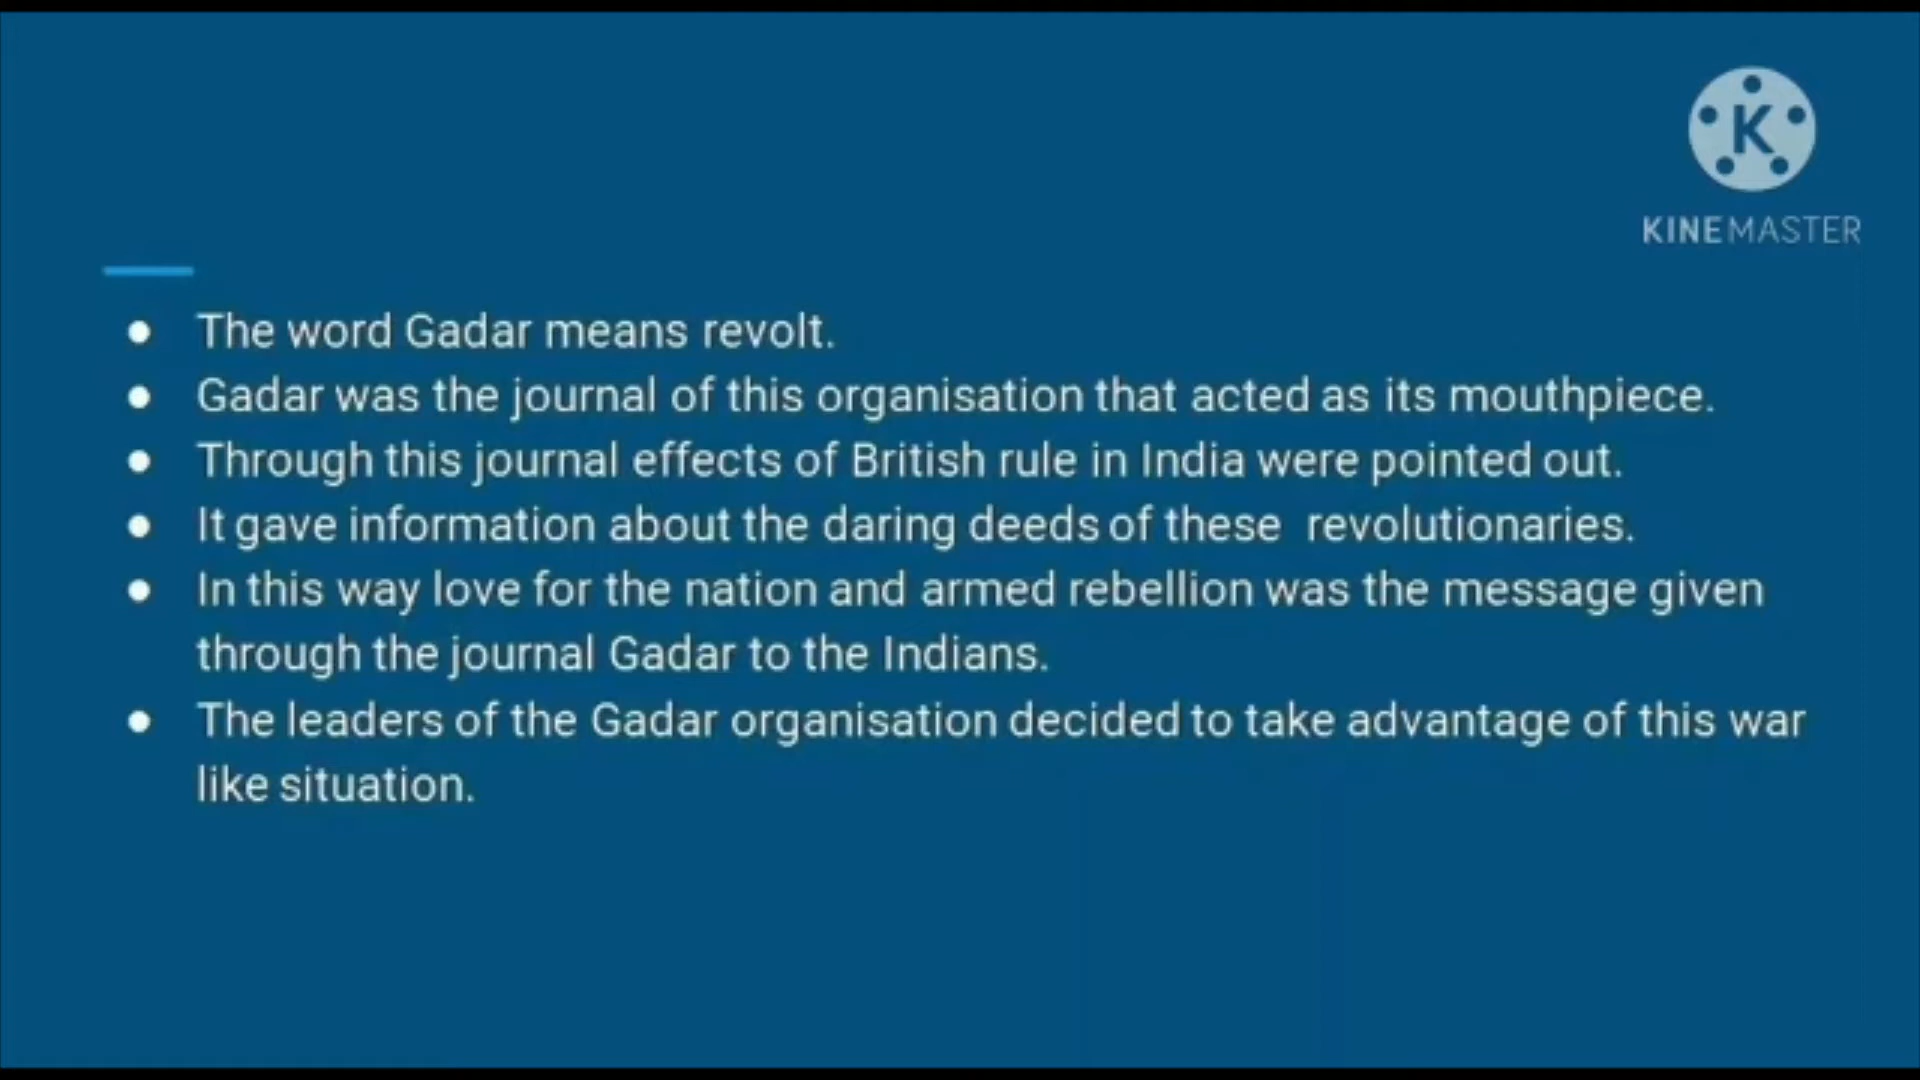 K
KINEMASTER
● The word Gadar means revolt.
● Gadar was the journal of this organisation that acted as its mouthpiece.
● Through this journal effects of British rule in India were pointed out.
● It gave information about the daring deeds of these  revolutionaries.
● In this way love for the nation and armed rebellion was the message given
through the journal Gadar to the Indians.
● The leaders of the Gadar organisation decided to take advantage of this war
like situation.